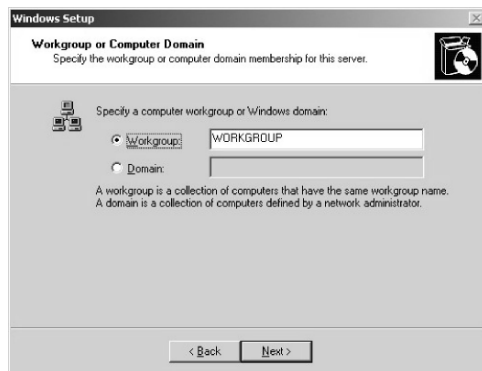 Windows Setup
Workgroup or Computer Domain
Specify the workgroup or computer domain membership for this server.
Specify a computer workgroup or Windows domain:
Workgroup:
WORKGROUP
Domain:
A workgroup is a collection of computers that have the same workgroup name.
A domain is a collection of computers defined by a network administrator.
< Back
Next >